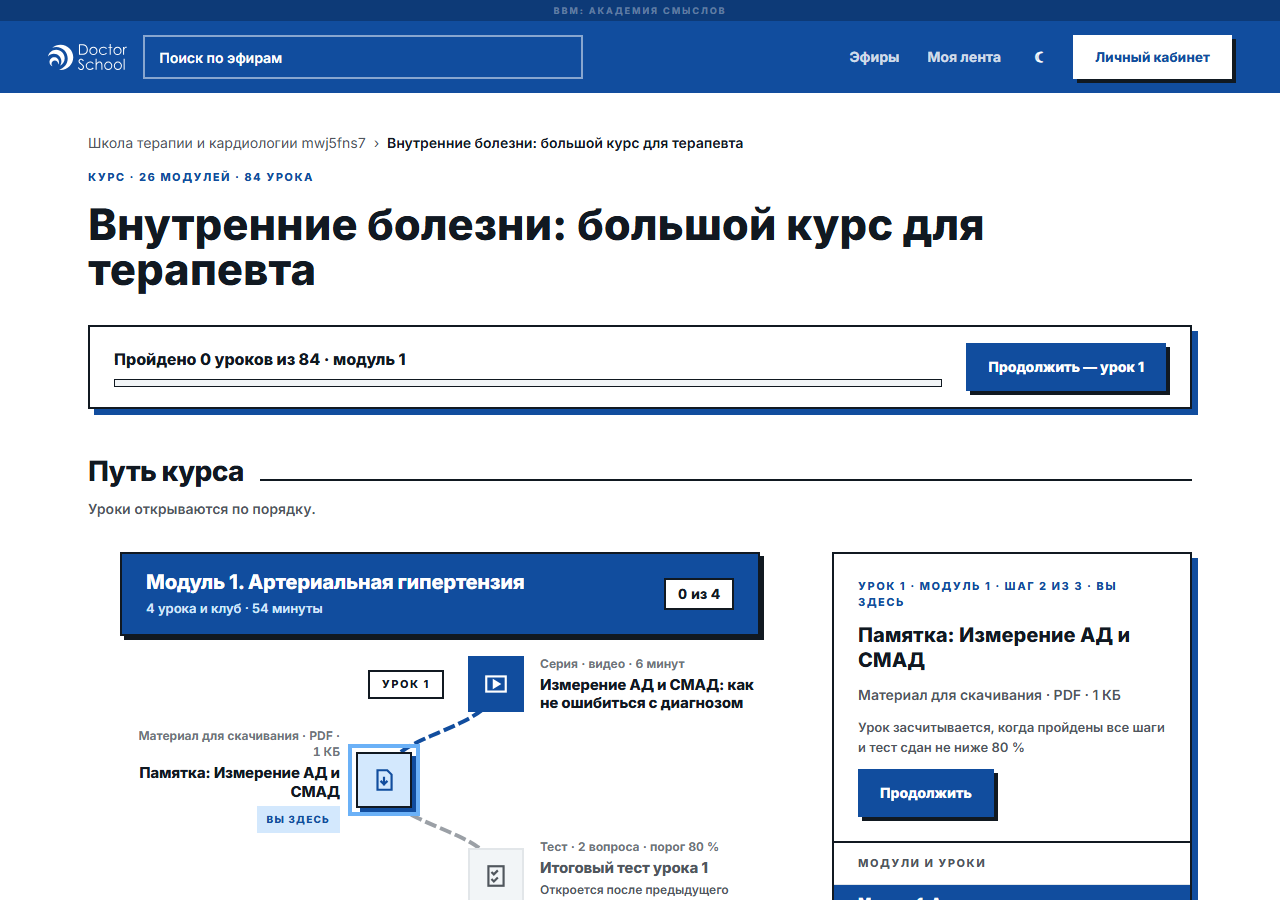 ВВМ: АКАДЕМИЯ СМЫСЛОВ
Doctor
School
Поиск по эфирам
Эфиры
Моя лента
Личный кабинет
Школа терапии и кардиологии mwj5fns7 › Внутренние болезни: большой курс для терапевта
КУРС · 26 МОДУЛЕЙ · 84 УРОКА
Внутренние болезни: большой курс для
терапевта
Пройдено 0 уроков из 84 · модуль 1
Продолжить — урок 1
Путь курса
Уроки открываются по порядку.
Модуль 1. Артериальная гипертензия
4 урока и клуб · 54 минуты
0 из 4
УРОК 1
Серия · видео · 6 минут
Измерение АД и СМАД: как
не ошибиться с диагнозом
Материал для скачивания · PDF ·
1 КБ
Памятка: Измерение АД и
СМАД
ВЫ ЗДЕСЬ
Тест · 2 вопроса · порог 80 %
Итоговый тест урока 1
Откроется после предыдущего
УРОК 1 · МОДУЛЬ 1 · ШАГ 2 ИЗ 3 · ВЫ
ЗДЕСЬ
Памятка: Измерение АД и
СМАД
Материал для скачивания · PDF · 1 КБ
Урок засчитывается, когда пройдены все шаги
и тест сдан не ниже 80 %
Продолжить
МОДУЛИ И УРОКИ